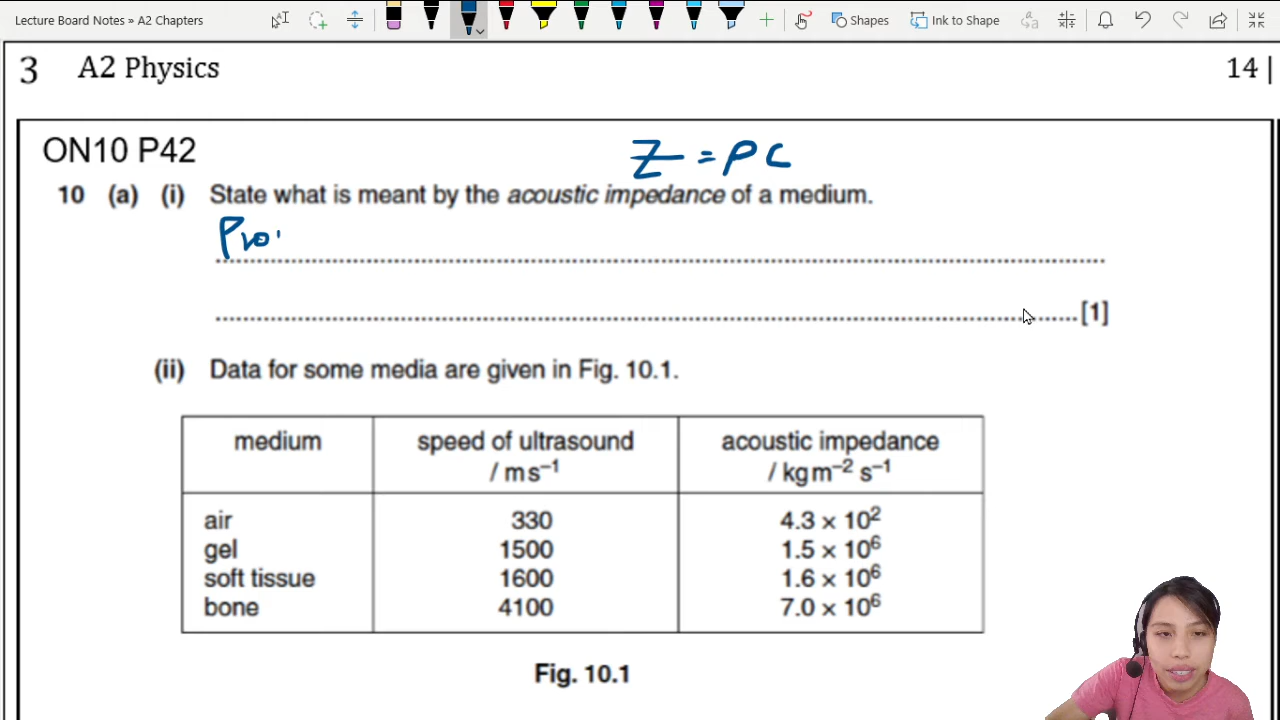 Lecture Board Notes » A2 Chapters
Shapes
Ink to Shape
3 A2 Physics 14 |
ON10 P42
Z = ρc
10 (a) (i) State what is meant by the acoustic impedance of a medium.
Pro
[1]
(ii) Data for some media are given in Fig. 10.1.
medium speed of ultrasound / m s⁻¹ acoustic impedance / kg m⁻² s⁻¹
air 330 4.3 × 10²
gel 1500 1.5 × 10⁶
soft tissue 1600 1.6 × 10⁶
bone 4100 7.0 × 10⁶
Fig. 10.1